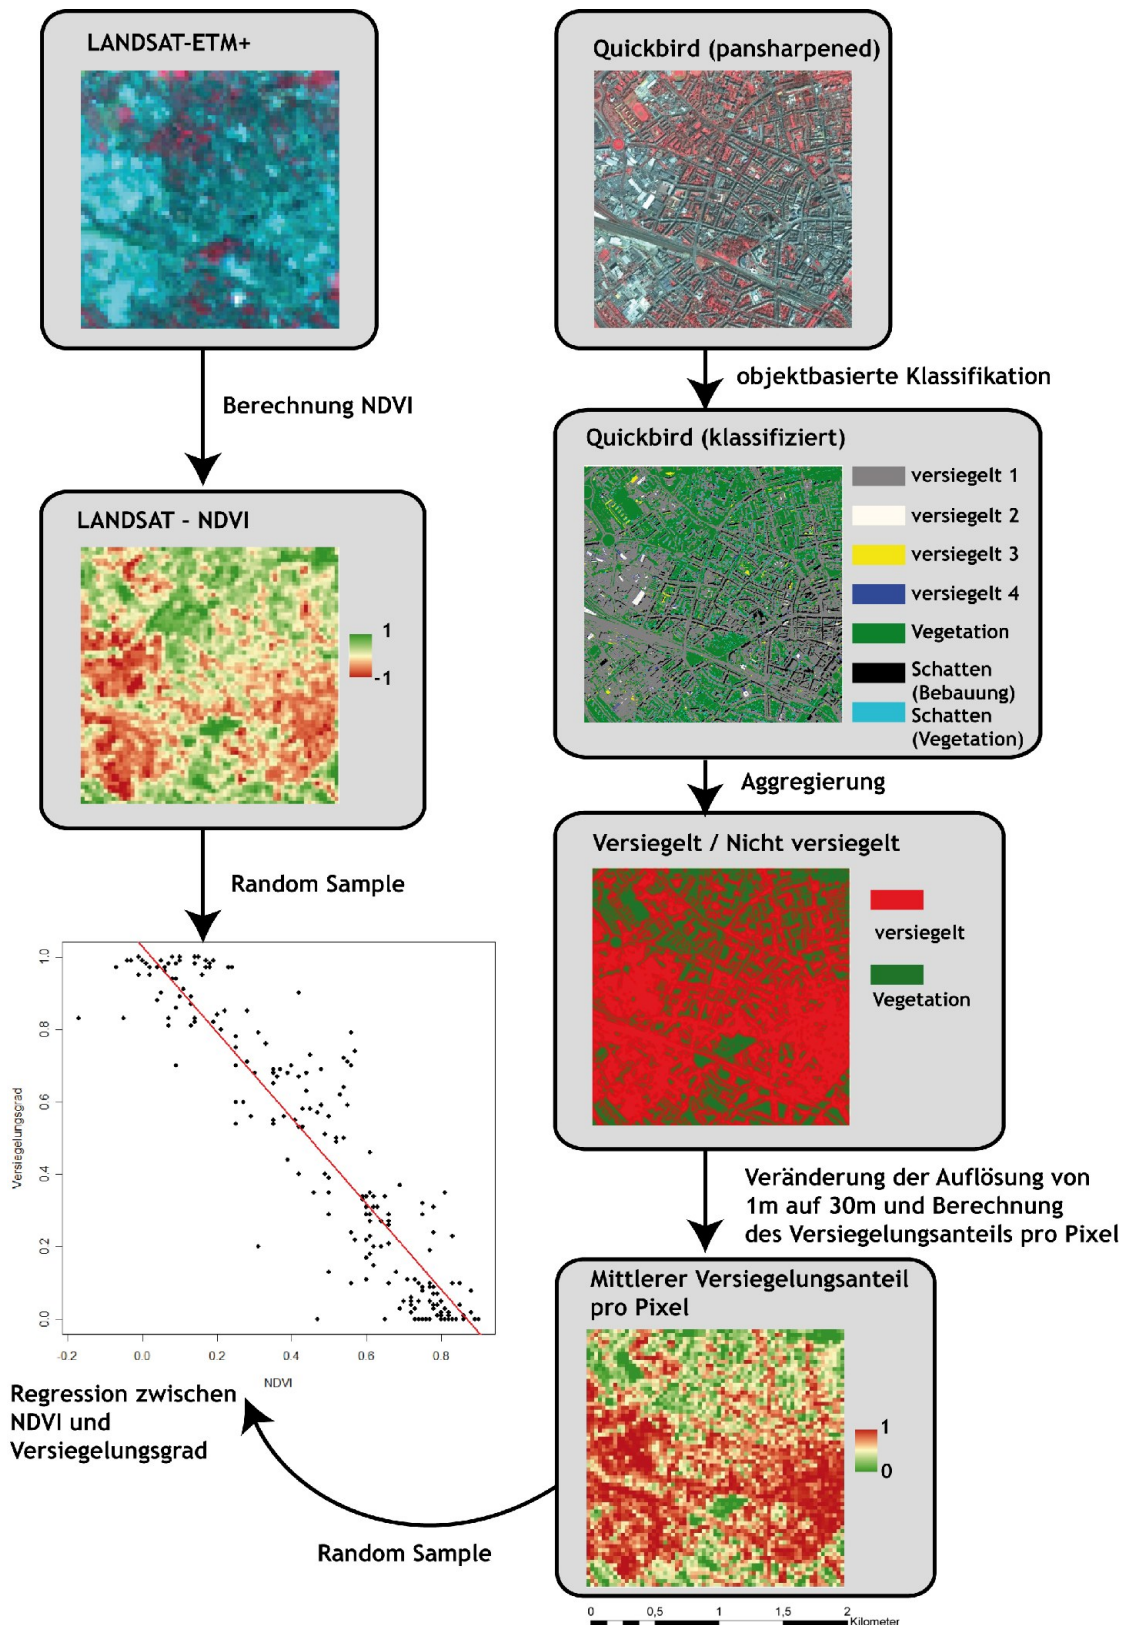 LANDSAT-ETM+
Berechnung NDVI
LANDSAT - NDVI
1
-1
Random Sample
Versiegelungsgrad
1.0
0.8
0.6
0.4
0.2
0.0
-0.2
0.0
0.2
0.4
0.6
0.8
NDVI
Regression zwischen
NDVI und
Versiegelungsgrad
Random Sample
Quickbird (pansharpened)
objektbasierte Klassifikation
Quickbird (klassifiziert)
versiegelt 1
versiegelt 2
versiegelt 3
versiegelt 4
Vegetation
Schatten
(Bebauung)
Schatten
(Vegetation)
Aggregierung
Versiegelt / Nicht versiegelt
versiegelt
Vegetation
Veränderung der Auflösung von
1m auf 30m und Berechnung
des Versiegelungsanteils pro Pixel
Mittlerer Versiegelungsanteil
pro Pixel
1
0
0
0,5
1
1,5
2
Kilometer